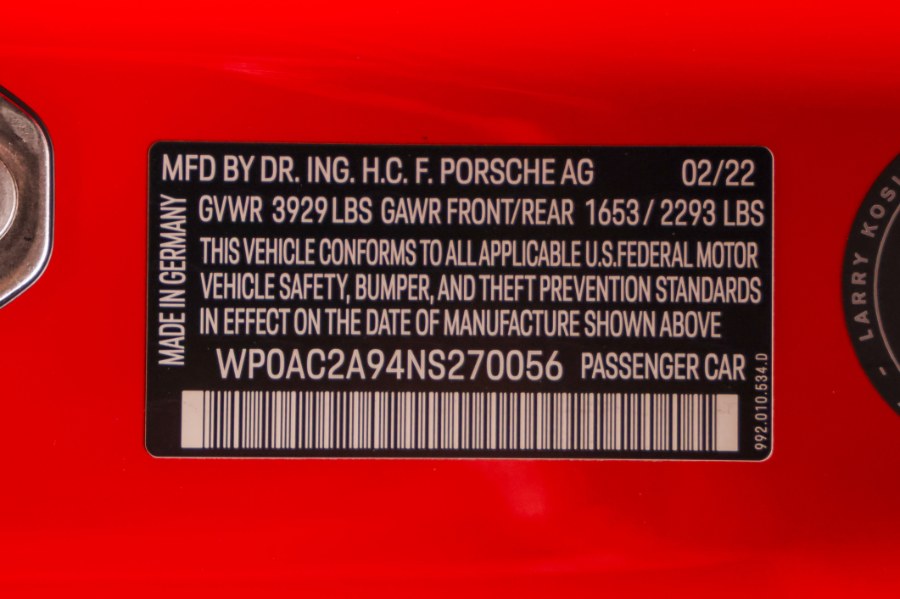 MFD BY DR. ING. H.C. F. PORSCHE AG 02/22
GVWR 3929 LBS GAWR FRONT/REAR 1653 / 2293 LBS
THIS VEHICLE CONFORMS TO ALL APPLICABLE U.S. FEDERAL MOTOR
VEHICLE SAFETY, BUMPER, AND THEFT PREVENTION STANDARDS
IN EFFECT ON THE DATE OF MANUFACTURE SHOWN ABOVE
WP0AC2A94NS270056 PASSENGER CAR
MADE IN GERMANY
992.010.534.0
- LARRY